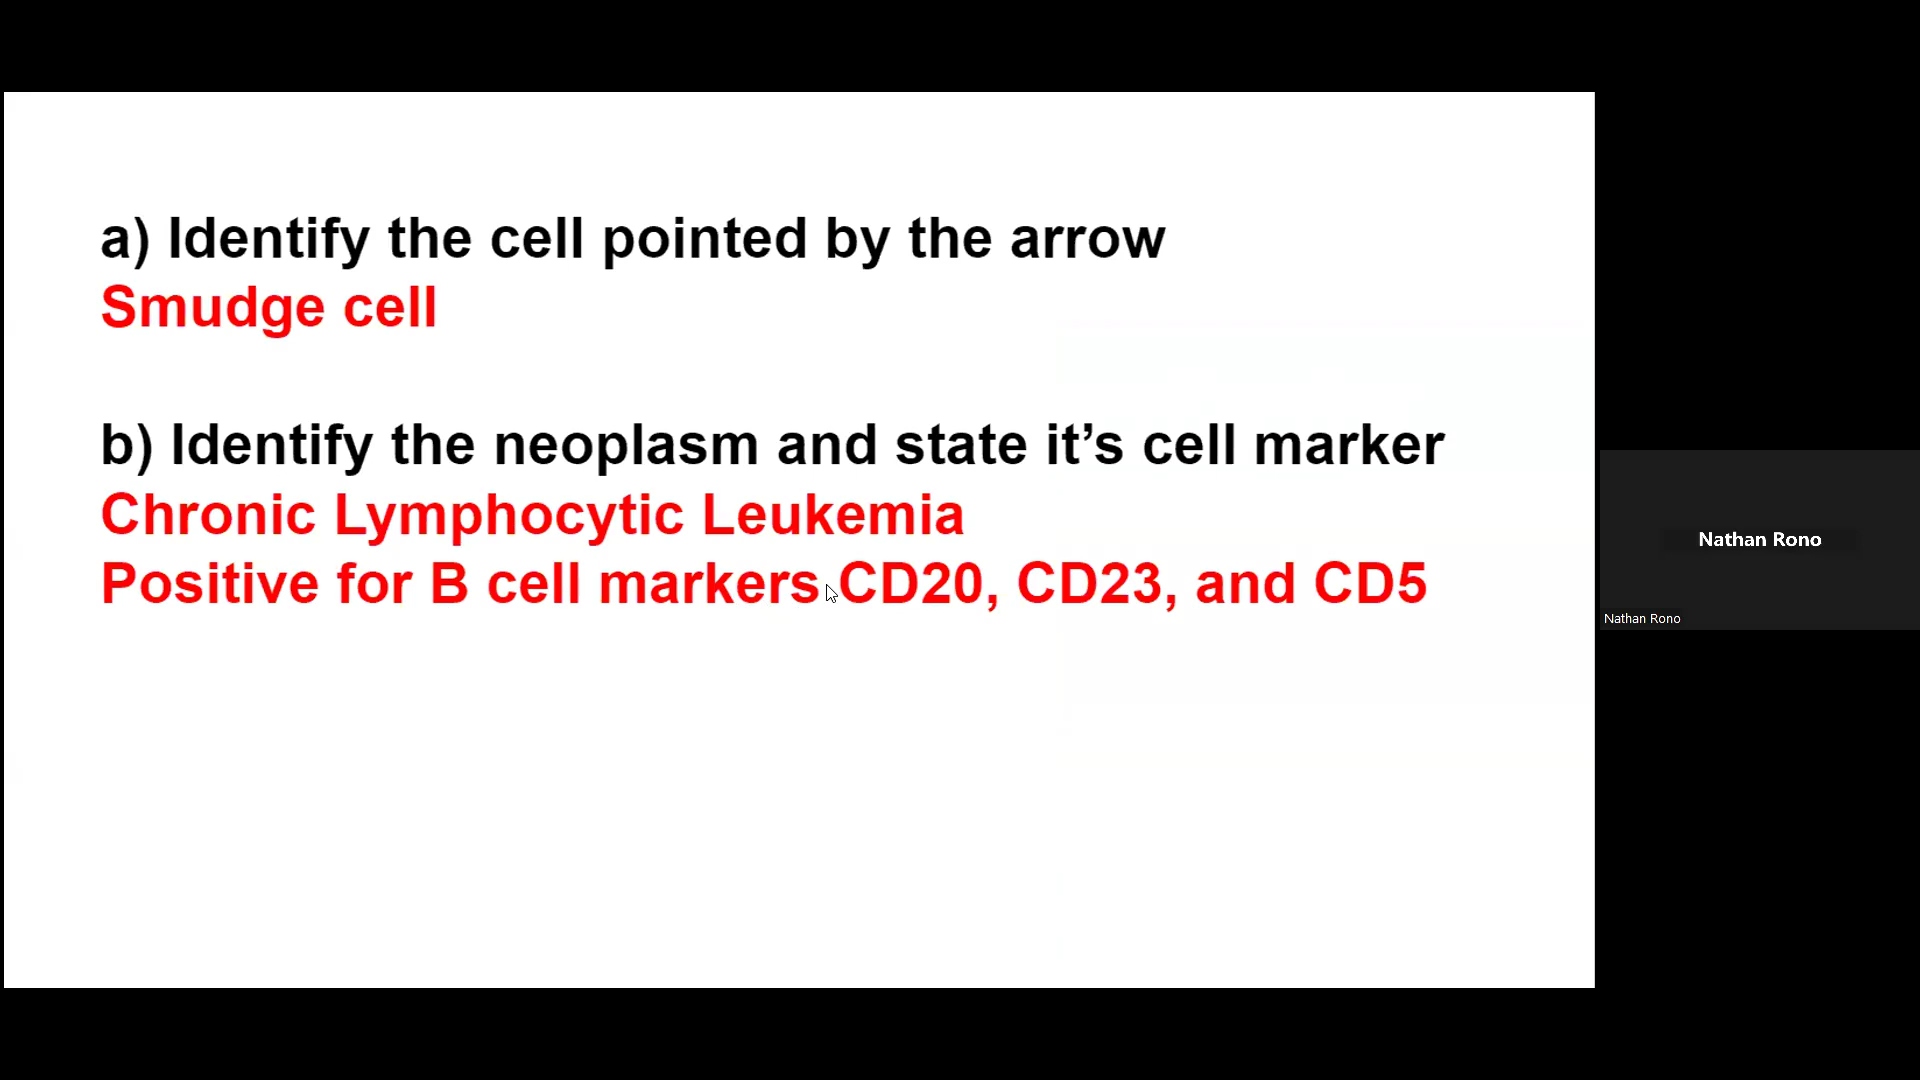 a) Identify the cell pointed by the arrow
Smudge cell
b) Identify the neoplasm and state it’s cell marker
Chronic Lymphocytic Leukemia
Positive for B cell markers CD20, CD23, and CD5
Nathan Rono
Nathan Rono